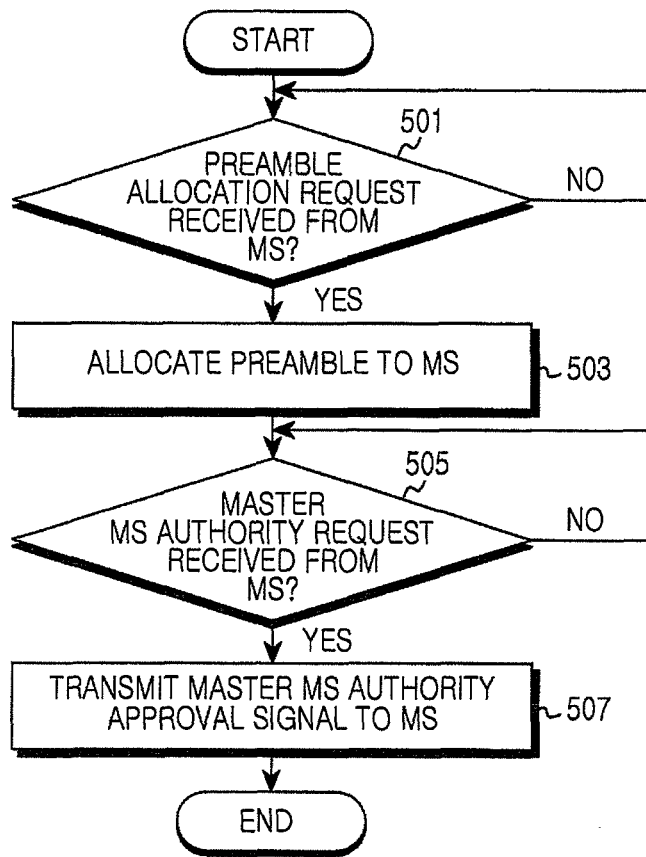 START
501
PREAMBLE
ALLOCATION REQUEST
RECEIVED FROM
MS?
NO
YES
ALLOCATE PREAMBLE TO MS
503
505
MASTER
MS AUTHORITY REQUEST
RECEIVED FROM
MS?
NO
YES
TRANSMIT MASTER MS AUTHORITY
APPROVAL SIGNAL TO MS
507
END